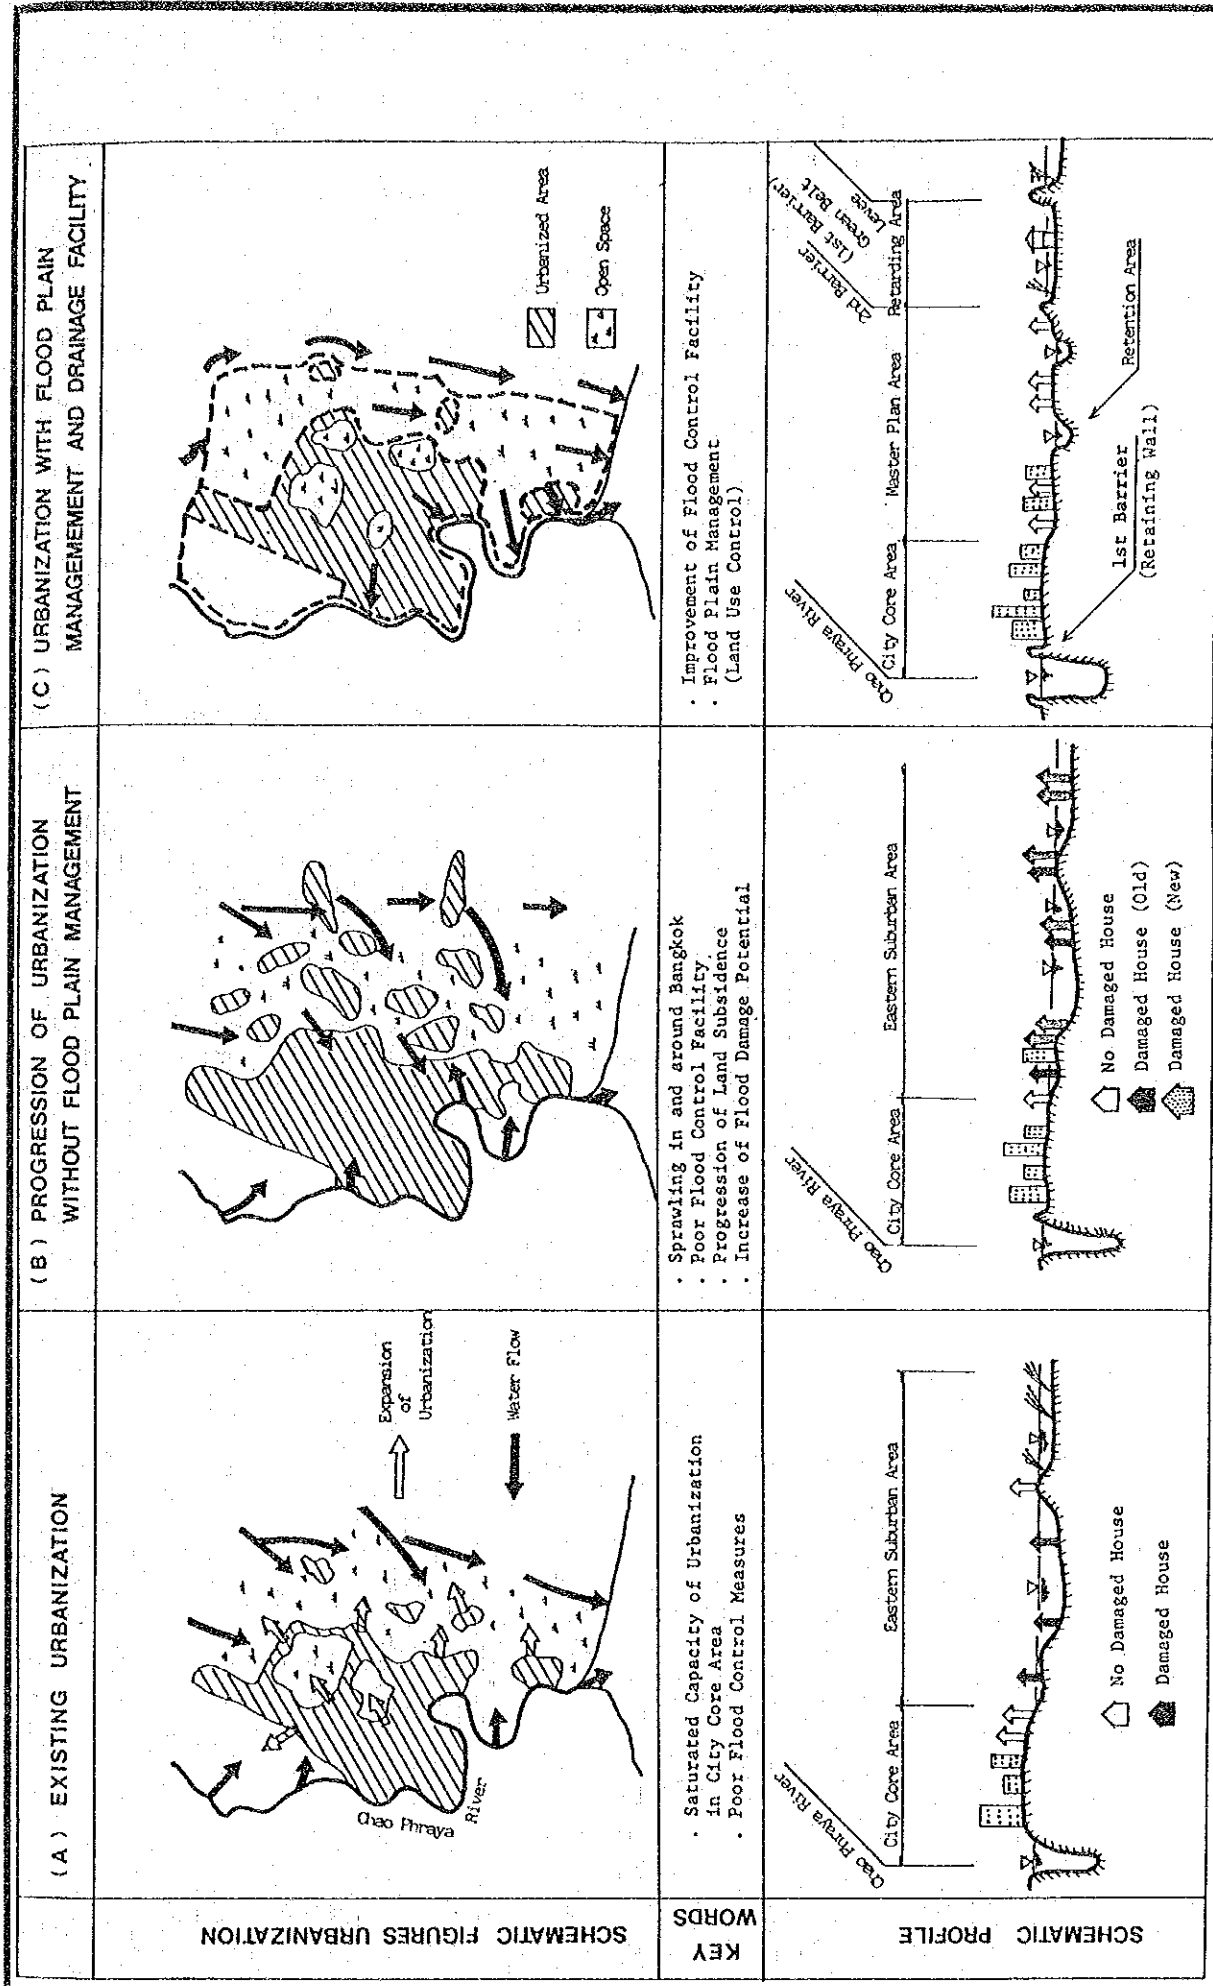 (A) EXISTING URBANIZATION
(B) PROGRESSION OF URBANIZATION
WITHOUT FLOOD PLAIN MANAGEMENT
(C) URBANIZATION WITH FLOOD PLAIN
MANAGEMENT AND DRAINAGE FACILITY
SCHEMATIC FIGURES URBANIZATION
Chao Phraya
River
Expansion
of
Urbanization
Water Flow
Urbanized Area
Open Space
KEY
WORDS
· Saturated Capacity of Urbanization
in City Core Area
· Poor Flood Control Measures
· Sprawling in and around Bangkok
· Poor Flood Control Facility
· Progression of Land Subsidence
· Increase of Flood Damage Potential
· Improvement of Flood Control Facility
· Flood Plain Management
(Land Use Control)
SCHEMATIC PROFILE
Chao Phraya River
City Core Area
Eastern Suburban Area
No Damaged House
Damaged House
Chao Phraya River
City Core Area
Eastern Suburban Area
No Damaged House
Damaged House (Old)
Damaged House (New)
Chao Phraya River
City Core Area
Master Plan Area
Retarding Area
2nd Barrier
(1st Barrier)
Green Belt
Levee
1st Barrier
(Retaining Wall)
Retention Area